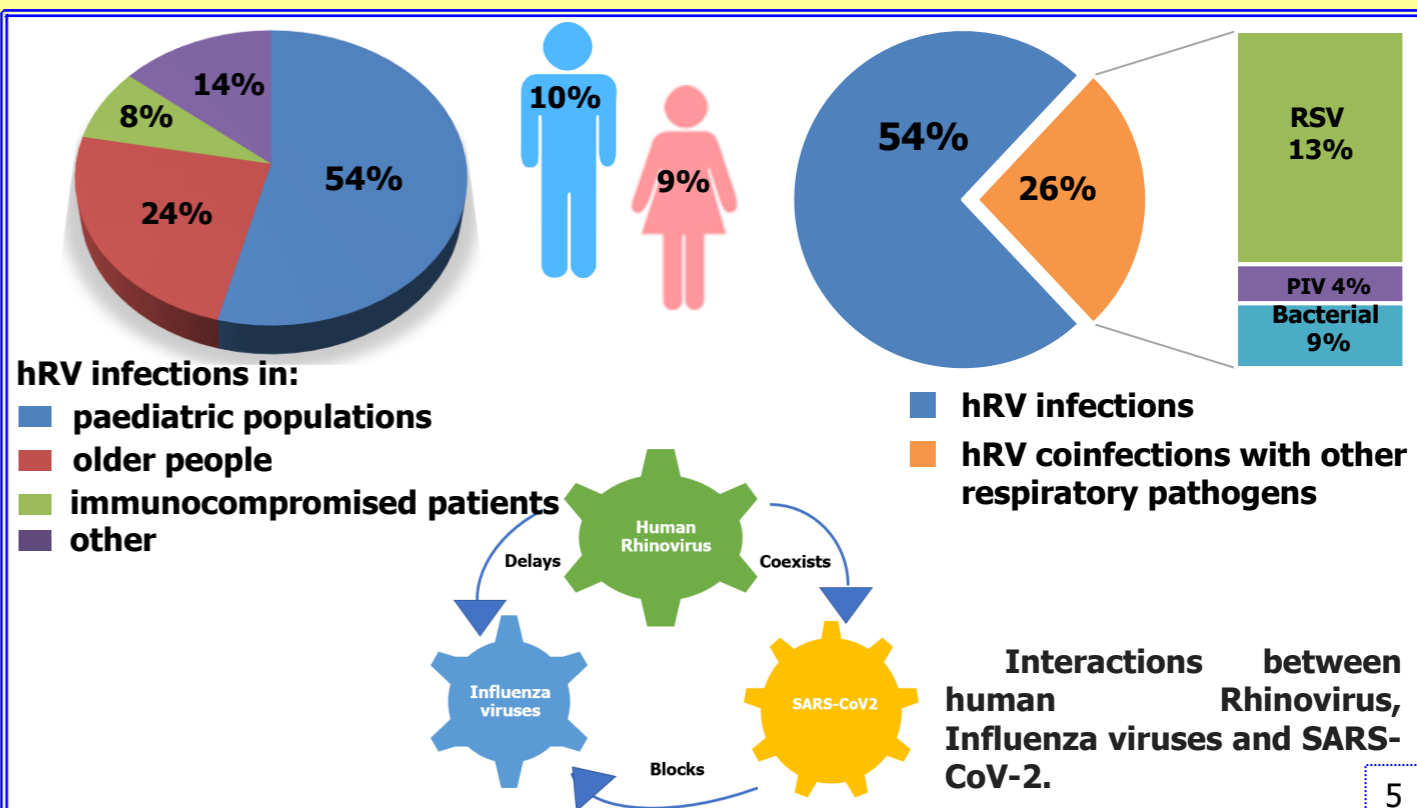 14%
8%
54%
24%
10%
9%
54%
26%
RSV
13%
PIV 4%
Bacterial
9%
hRV infections in:
paediatric populations
older people
immunocompromised patients
other
hRV infections
hRV coinfections with other
respiratory pathogens
Human
Rhinovirus
Delays
Coexists
Influenza
viruses
SARS-CoV2
Blocks
Interactions between
human Rhinovirus,
Influenza viruses and SARS-
CoV-2.
5